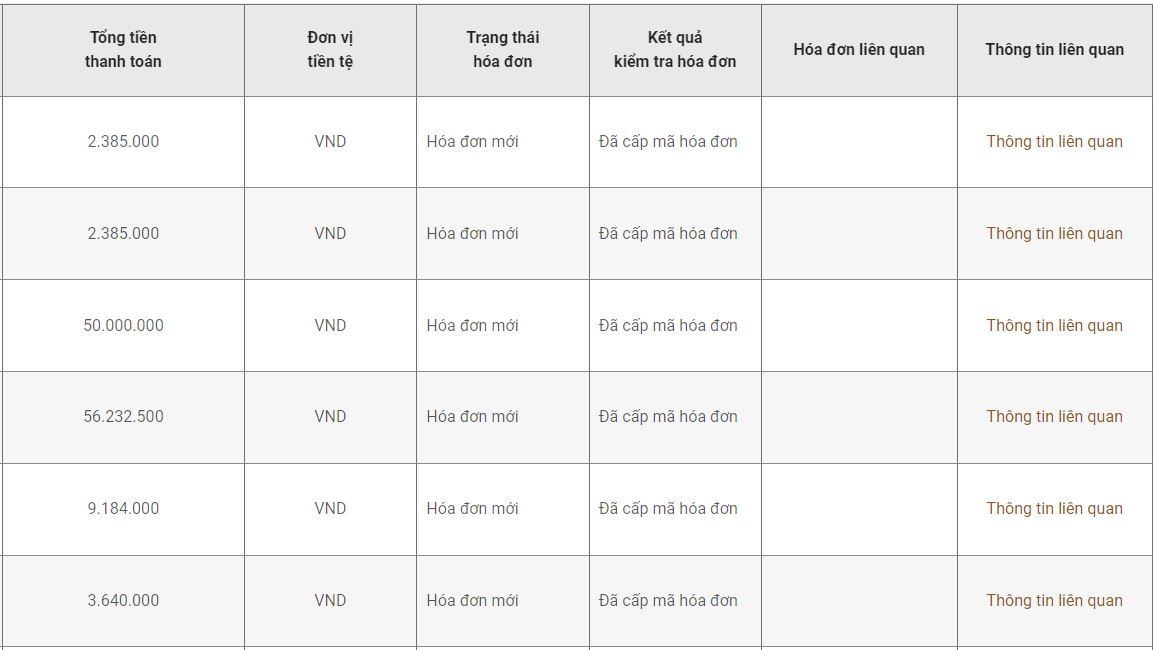 Tổng tiền
thanh toán
Đơn vị
tiền tệ
Trạng thái
hóa đơn
Kết quả
kiểm tra hóa đơn
Hóa đơn liên quan
Thông tin liên quan
2.385.000 VND Hóa đơn mới Đã cấp mã hóa đơn Thông tin liên quan
2.385.000 VND Hóa đơn mới Đã cấp mã hóa đơn Thông tin liên quan
50.000.000 VND Hóa đơn mới Đã cấp mã hóa đơn Thông tin liên quan
56.232.500 VND Hóa đơn mới Đã cấp mã hóa đơn Thông tin liên quan
9.184.000 VND Hóa đơn mới Đã cấp mã hóa đơn Thông tin liên quan
3.640.000 VND Hóa đơn mới Đã cấp mã hóa đơn Thông tin liên quan